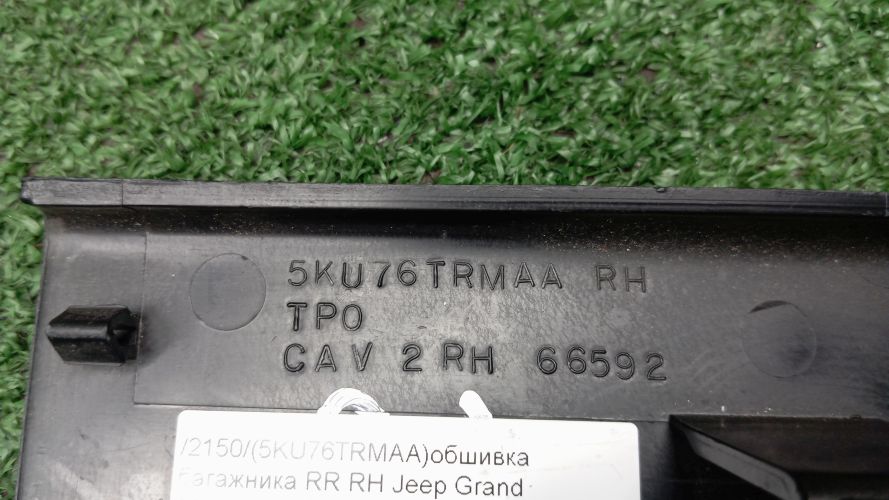 5KU76TRMAA RH
TPO
CAV 2 RH 66592
/2150/(5KU76TRMAA)обшивка
багажника RR RH Jeep Grand